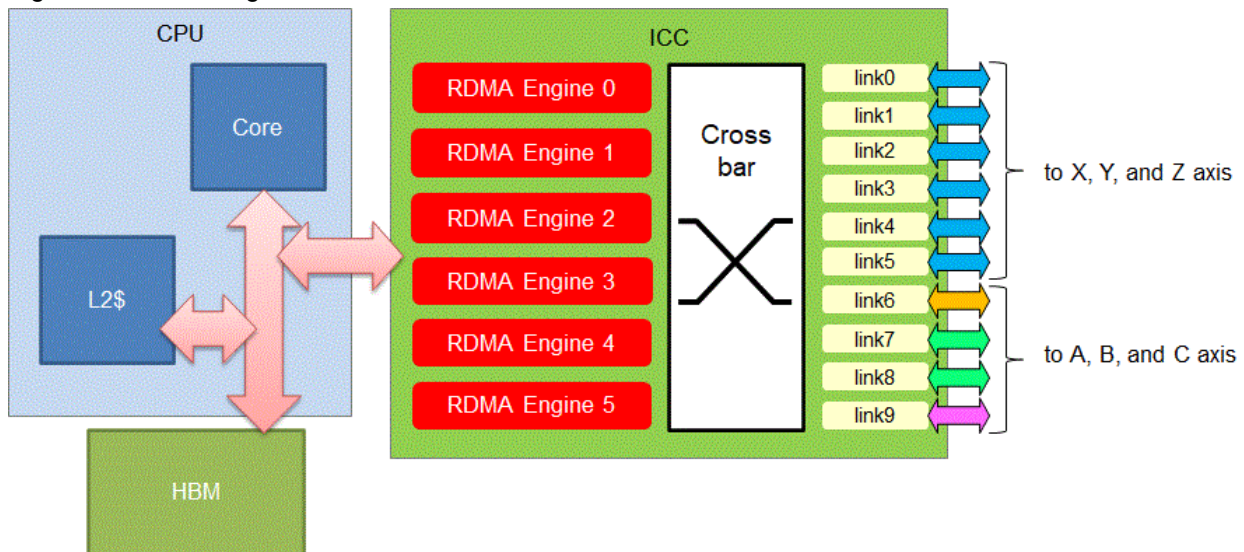 CPU
Core
L2$
HBM
ICC
RDMA Engine 0
RDMA Engine 1
RDMA Engine 2
RDMA Engine 3
RDMA Engine 4
RDMA Engine 5
Cross
bar
link0
link1
link2
link3
link4
link5
link6
link7
link8
link9
to X, Y, and Z axis
to A, B, and C axis